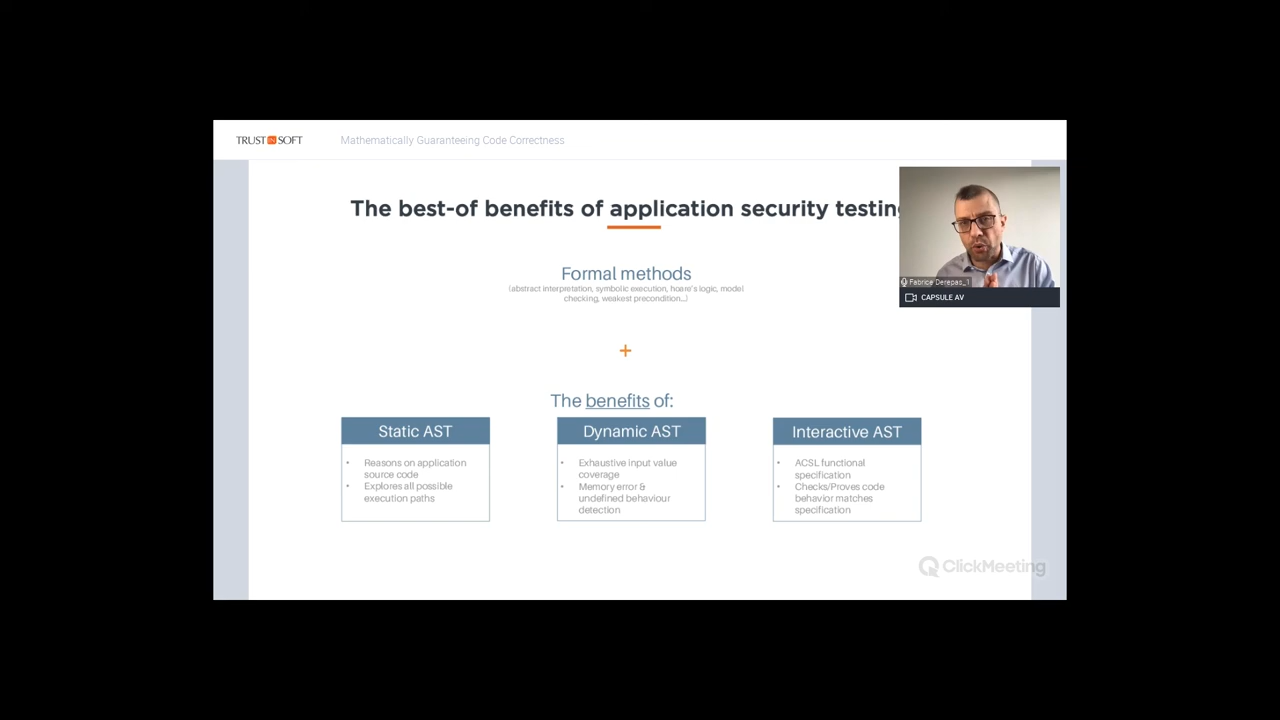 TRUST IN SOFT
Mathematically Guaranteeing Code Correctness
The best-of benefits of application security testing
Formal methods
(abstract interpretation, symbolic execution, hoare's logic, model
checking, weakest precondition...)
+
The benefits of:
Static AST
• Reasons on application
source code
• Explores all possible
execution paths
Dynamic AST
• Exhaustive input value
coverage
• Memory error &
undefined behaviour
detection
Interactive AST
• ACSL functional
specification
• Checks/Proves code
behavior matches
specification
Fabrice Derepas_1
CAPSULE AV
ClickMeeting